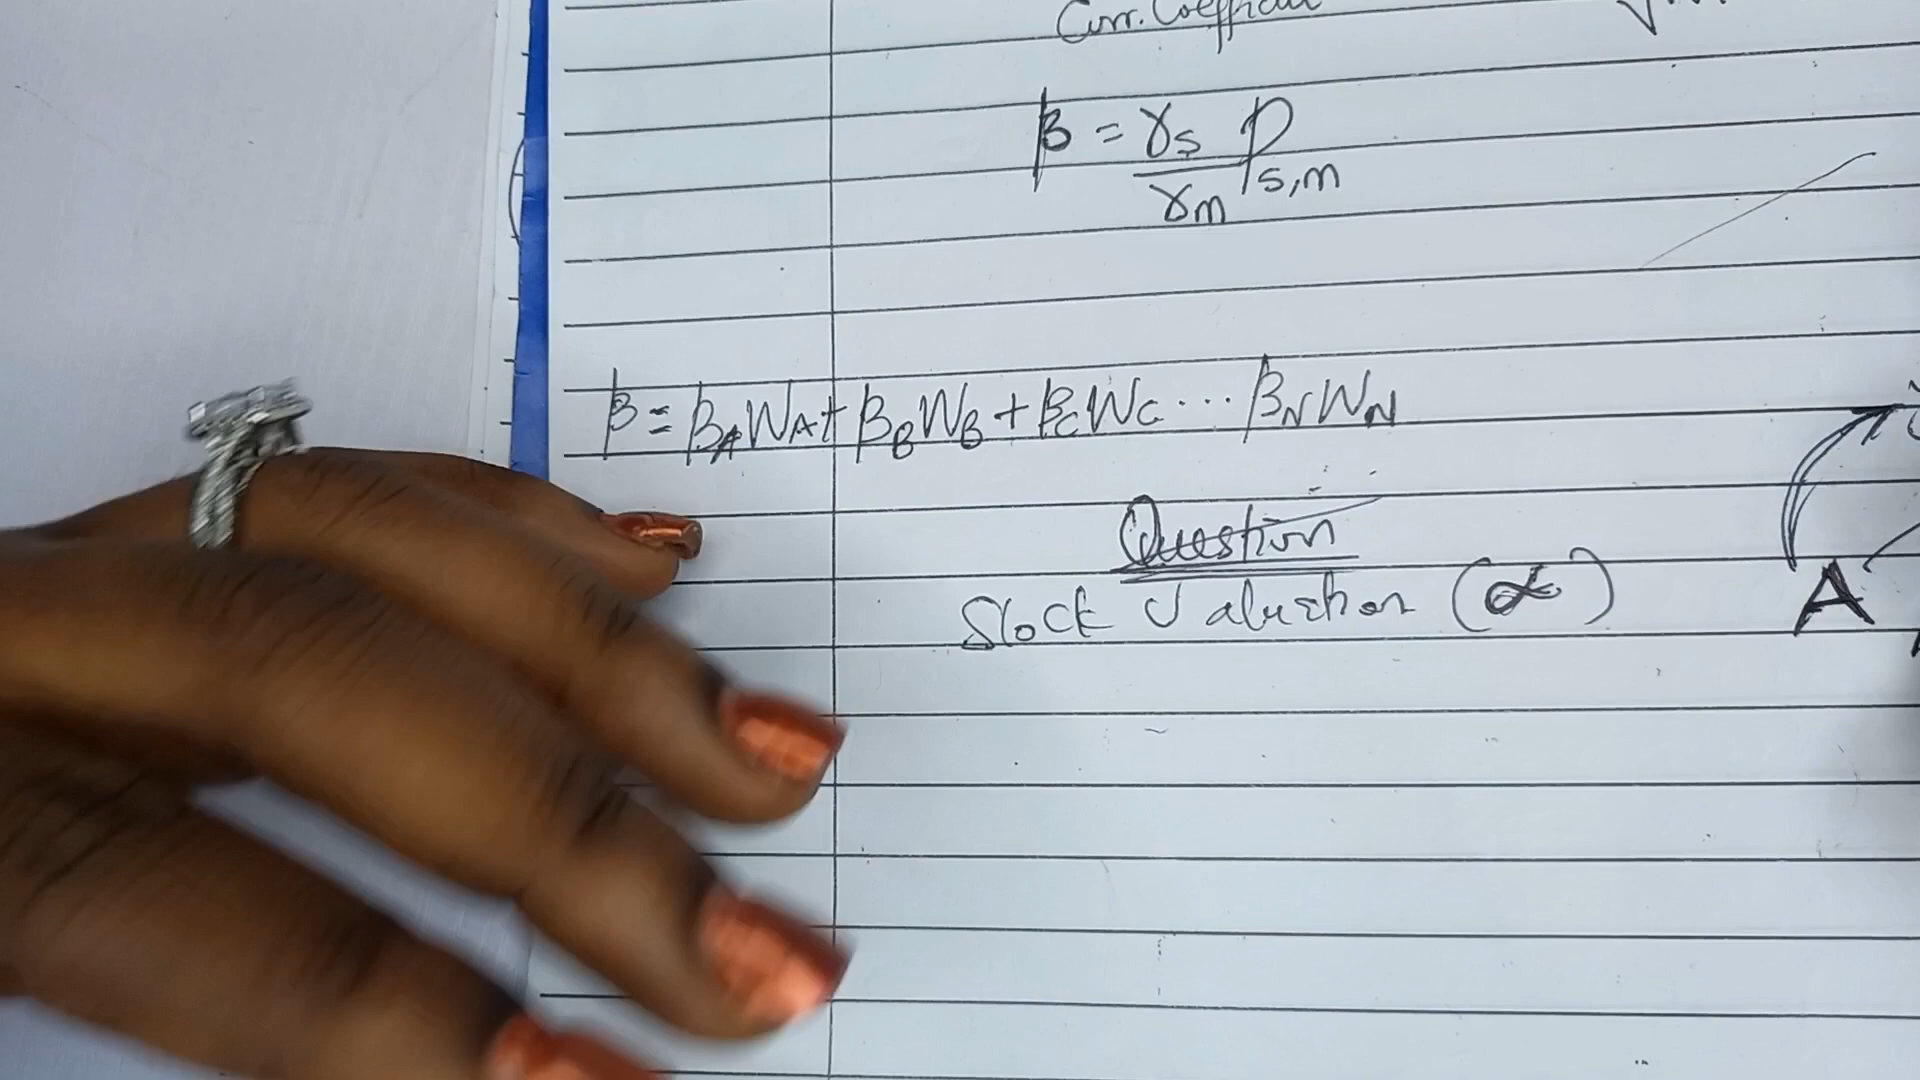 Corr. Coefficient
β = γs ρs,m
γm
β = βAWA + βBWB + βCWC ... βNWN
Question
Stock Valuation (α)
A